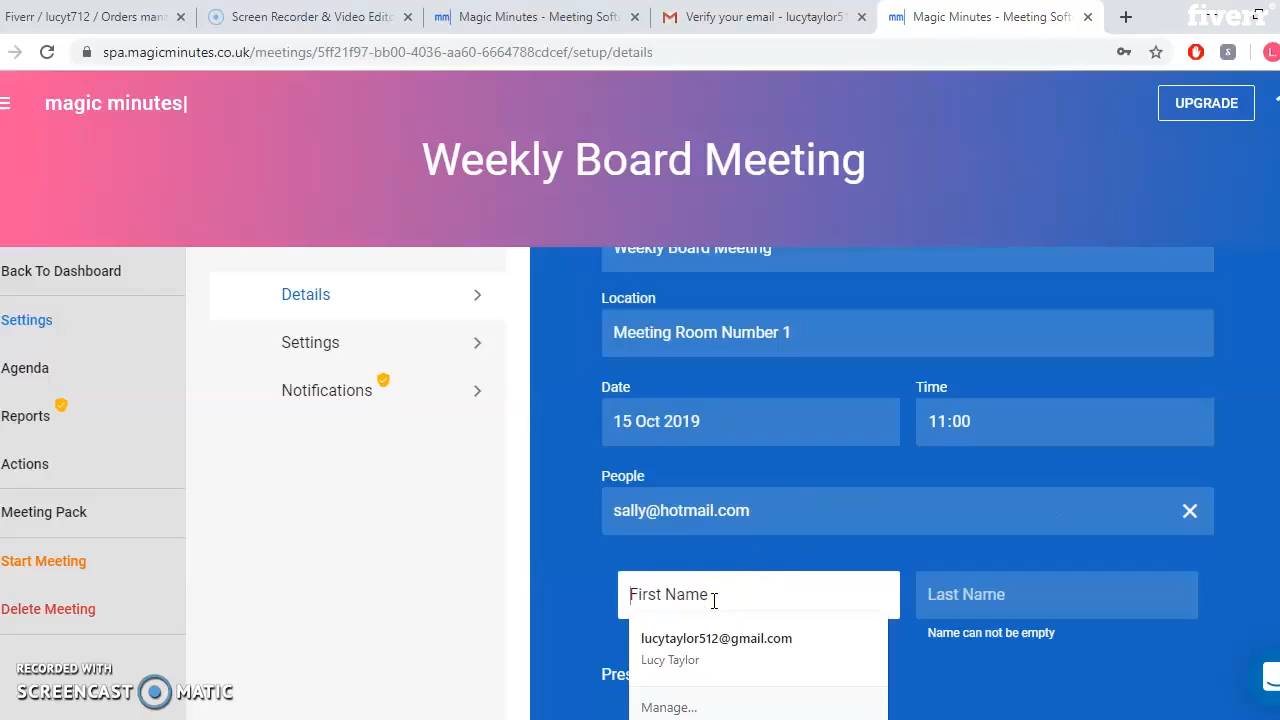 Fiverr / lucyt712 / Orders man
Screen Recorder & Video Edito
mm Magic Minutes - Meeting Soft
Verify your email - lucytaylor51
mm Magic Minutes - Meeting Soft
fiverr
spa.magicminutes.co.uk/meetings/5ff21f97-bb00-4036-aa60-6664788cdcef/setup/details
magic minutes|
UPGRADE
Weekly Board Meeting
Back To Dashboard
Settings
Agenda
Reports
Actions
Meeting Pack
Start Meeting
Delete Meeting
Details
Settings
Notifications
Weekly Board Meeting
Location
Meeting Room Number 1
Date
Time
15 Oct 2019
11:00
People
sally@hotmail.com
First Name
Last Name
Name can not be empty
lucytaylor512@gmail.com
Lucy Taylor
Pres
Manage...
RECORDED WITH
SCREENCAST MATIC